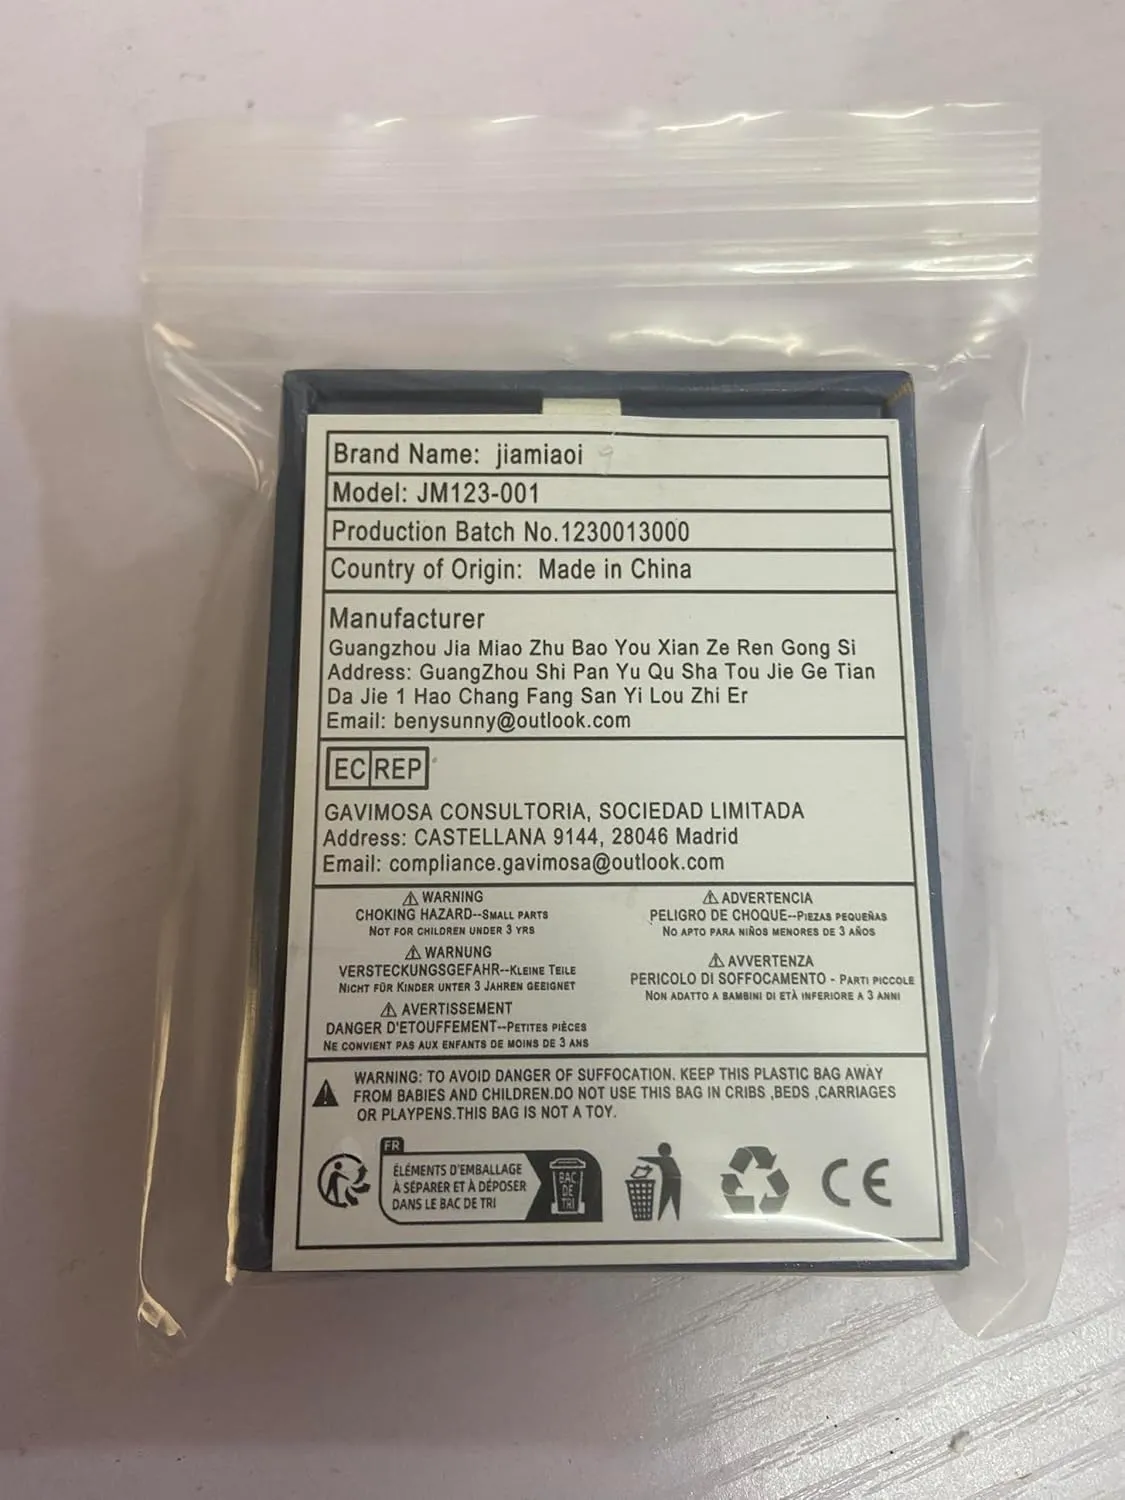 Brand Name: jiamiaoi
Model: JM123-001
Production Batch No.1230013000
Country of Origin: Made in China
Manufacturer
Guangzhou Jia Miao Zhu Bao You Xian Ze Ren Gong Si
Address: GuangZhou Shi Pan Yu Qu Sha Tou Jie Ge Tian
Da Jie 1 Hao Chang Fang San Yi Lou Zhi Er
Email: benysunny@outlook.com
EC REP
GAVIMOSA CONSULTORIA, SOCIEDAD LIMITADA
Address: CASTELLANA 9144, 28046 Madrid
Email: compliance.gavimosa@outlook.com
WARNING
CHOKING HAZARD--SMALL PARTS
NOT FOR CHILDREN UNDER 3 YRS
WARNUNG
VERSTECKUNGSGEFAHR--KLEINE TEILE
NICHT FÜR KINDER UNTER 3 JAHREN GEEIGNET
AVERTISSEMENT
DANGER D'ETOUFFEMENT--PETITES PIÈCES
NE CONVIENT PAS AUX ENFANTS DE MOINS DE 3 ANS
ADVERTENCIA
PELIGRO DE CHOQUE--PIEZAS PEQUEÑAS
NO APTO PARA NIÑOS MENORES DE 3 AÑOS
AVVERTENZA
PERICOLO DI SOFFOCAMENTO - PARTI PICCOLE
NON ADATTO A BAMBINI DI ETÀ INFERIORE A 3 ANNI
WARNING: TO AVOID DANGER OF SUFFOCATION. KEEP THIS PLASTIC BAG AWAY
FROM BABIES AND CHILDREN.DO NOT USE THIS BAG IN CRIBS ,BEDS ,CARRIAGES
OR PLAYPENS.THIS BAG IS NOT A TOY.
FR
ÉLÉMENTS D'EMBALLAGE
À SÉPARER ET À DÉPOSER
DANS LE BAC DE TRI
BAC
DE
TRI
CE